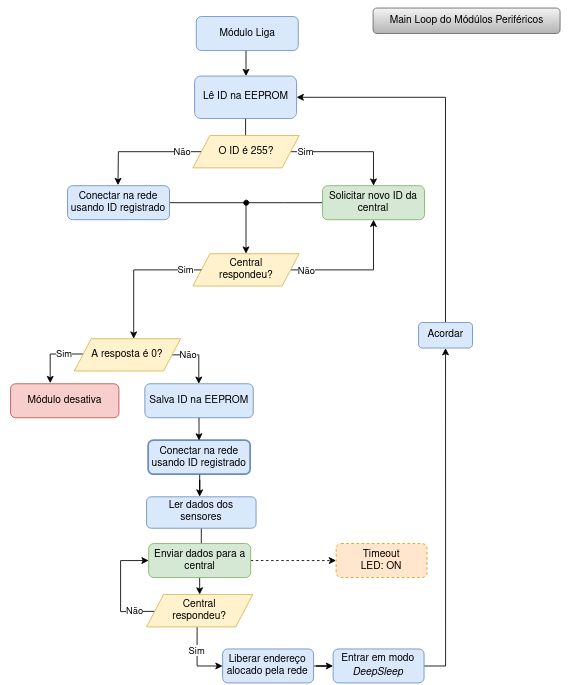 Main Loop do Módúlos Periféricos
Módulo Liga
Lê ID na EEPROM
O ID é 255?
Não
Sim
Conectar na rede
usando ID registrado
Solicitar novo ID da
central
Central
respondeu?
Sim
Não
Acordar
A resposta é 0?
Sim
Não
Módulo desativa
Salva ID na EEPROM
Conectar na rede
usando ID registrado
Ler dados dos
sensores
Enviar dados para a
central
Timeout
LED: ON
Central
respondeu?
Não
Sim
Liberar endereço
alocado pela rede
Entrar em modo
DeepSleep